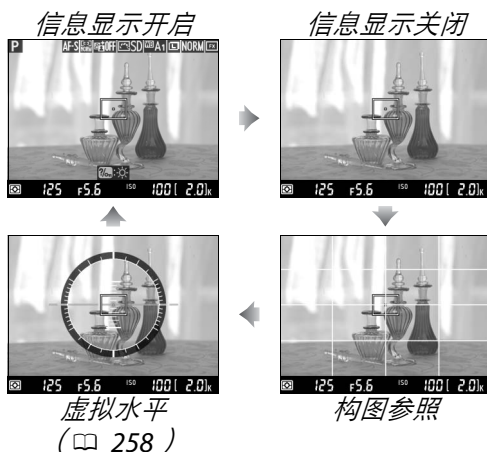 信息显示开启
信息显示关闭
P AF-S OFF SD A1 L NORM FX
125 F5.6 ISO 100 [ 2.0]K
125 F5.6 ISO 100 [ 2.0]K
125 F5.6 ISO 100 [ 2.0]K
125 F5.6 ISO 100 [ 2.0]K
虚拟水平
( 258 )
构图参照